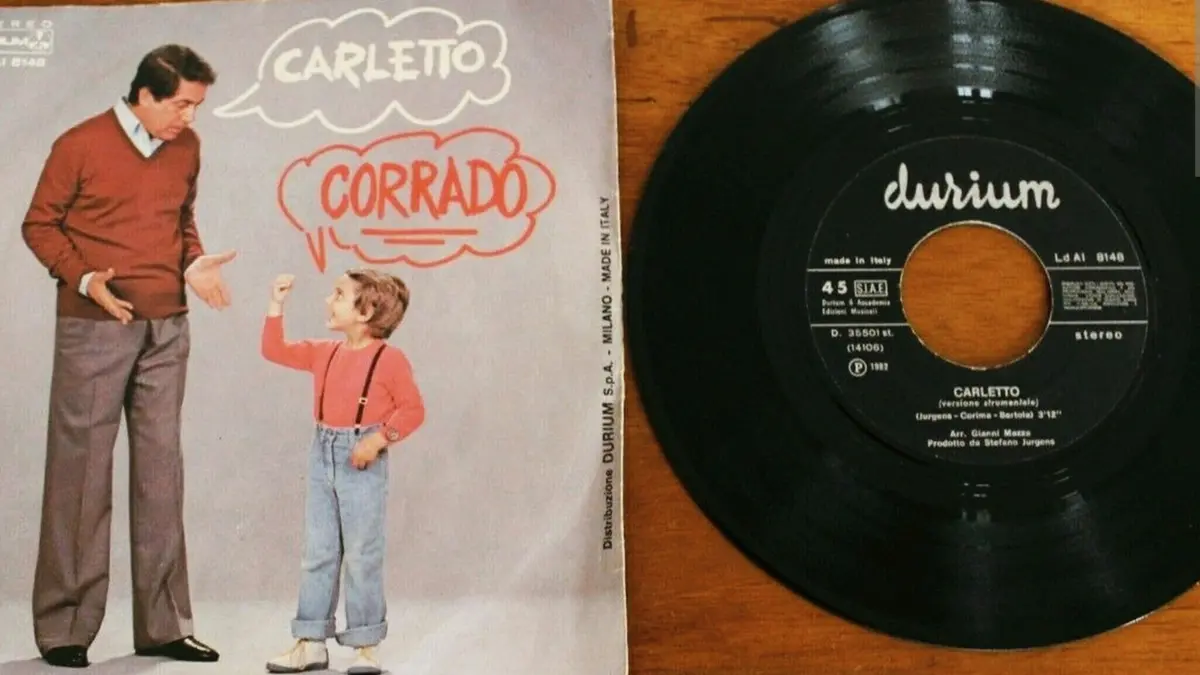 CARLETTO
CORRADO
Distribuzione DURIUM S.p.A. - MILANO - MADE IN ITALY
durium
made in Italy
Ld AI 8148
45 S.I.A.E.
Durium & Accademia
Edizioni Musicali
D. 35501 st.
(14106)
stereo
P 1982
CARLETTO
(versione strumentale)
(Jurgens - Corima - Bertola) 3'12"
Arr. Gianni Mazza
Prodotto da Stefano Jurgens